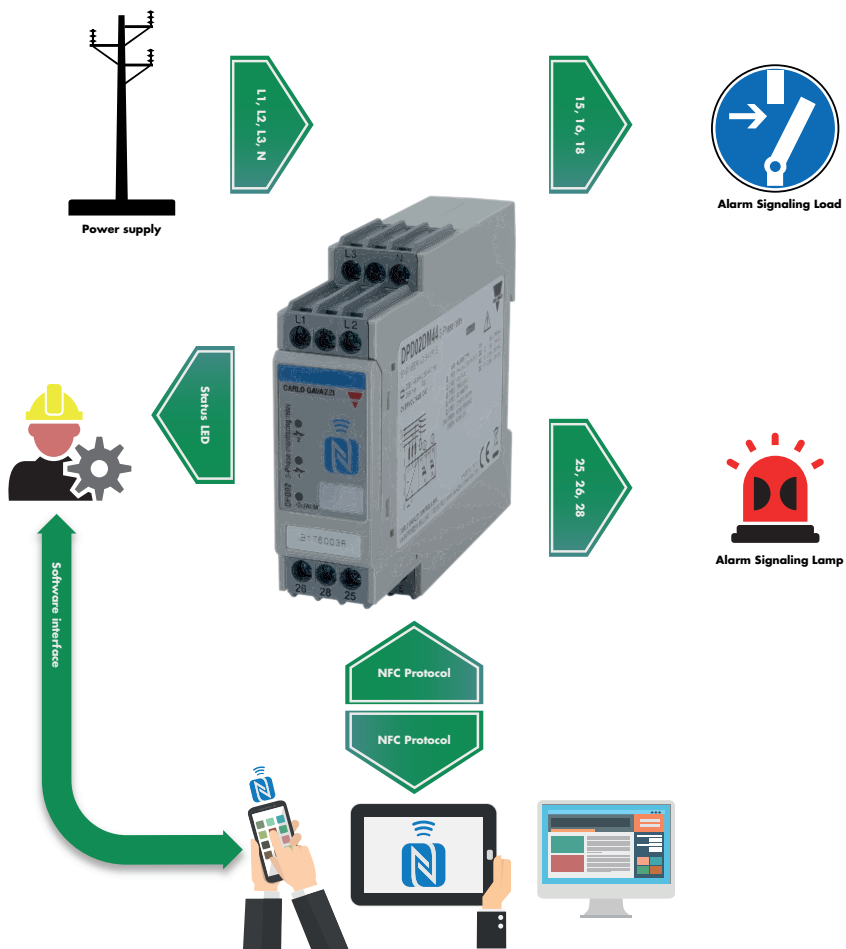 L1, L2, L3, N
15, 16, 18
Power supply
Alarm Signaling Load
L3
N
L1
L2
DPD02DM44
CARLO GAVAZZI
Status LED
25, 26, 28
Alarm Signaling Lamp
26 28 25
Software interface
NFC Protocol
NFC Protocol